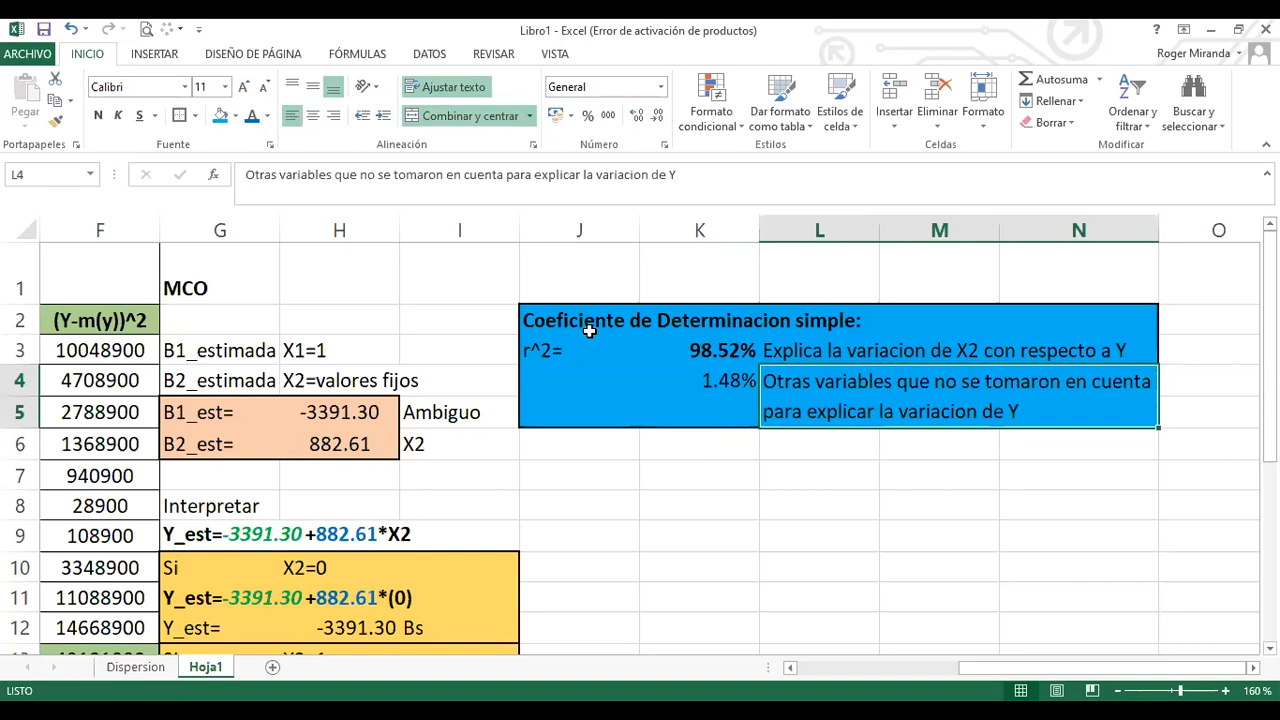 Libro1 - Excel (Error de activación de productos)
ARCHIVO INICIO INSERTAR DISEÑO DE PÁGINA FÓRMULAS DATOS REVISAR VISTA Roger Miranda
Pegar
Portapapeles
Calibri 11
N K S
Fuente
Ajustar texto
Combinar y centrar
Alineación
General
% 000
Número
Formato condicional
Dar formato como tabla
Estilos de celda
Estilos
Insertar
Eliminar
Formato
Celdas
Autosuma
Rellenar
Borrar
Ordenar y filtrar
Buscar y seleccionar
Modificar
L4 fx Otras variables que no se tomaron en cuenta para explicar la variacion de Y
F G H I J K L M N O
1 MCO
2 (Y-m(y))^2 Coeficiente de Determinacion simple:
3 10048900 B1_estimada X1=1 r^2= 98.52% Explica la variacion de X2 con respecto a Y
4 4708900 B2_estimada X2=valores fijos 1.48% Otras variables que no se tomaron en cuenta
5 2788900 B1_est= -3391.30 Ambiguo para explicar la variacion de Y
6 1368900 B2_est= 882.61 X2
7 940900
8 28900 Interpretar
9 108900 Y_est=-3391.30+882.61*X2
10 3348900 Si X2=0
11 11088900 Y_est=-3391.30+882.61*(0)
12 14668900 Y_est= -3391.30 Bs
Dispersion Hoja1
LISTO 160 %